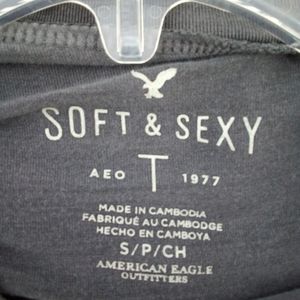 SOFT & SEXY
AEO T 1977
MADE IN CAMBODIA
FABRIQUÉ AU CAMBODGE
HECHO EN CAMBOYA
S/P/CH
AMERICAN EAGLE
OUTFITTERS